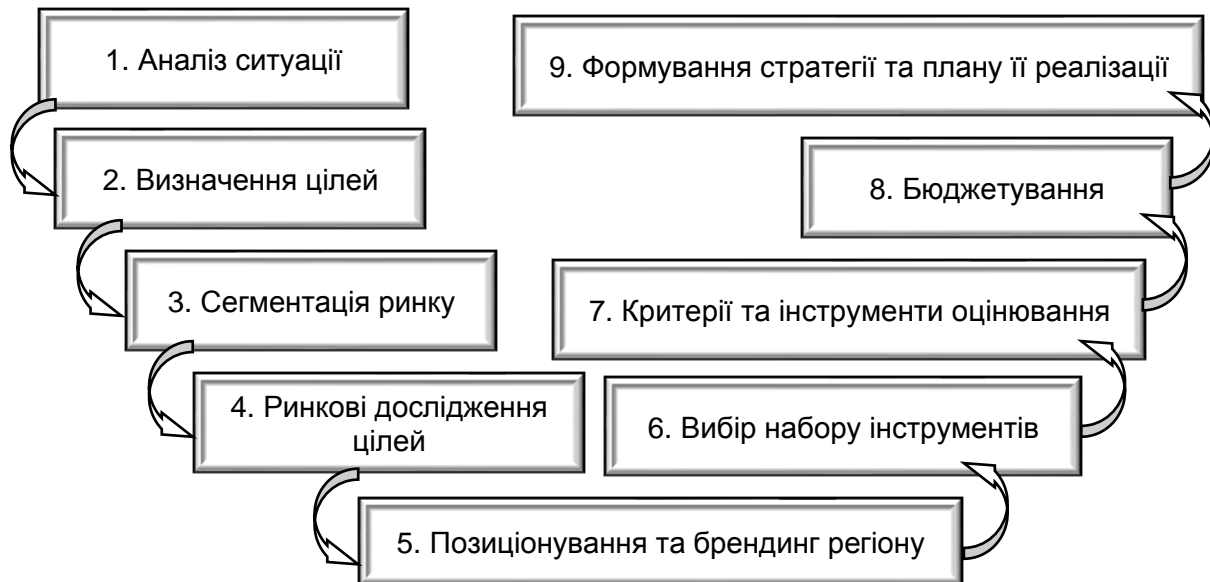 1. Аналіз ситуації
2. Визначення цілей
3. Сегментація ринку
4. Ринкові дослідження
цілей
5. Позиціонування та брендинг регіону
6. Вибір набору інструментів
7. Критерії та інструменти оцінювання
8. Бюджетування
9. Формування стратегії та плану її реалізації